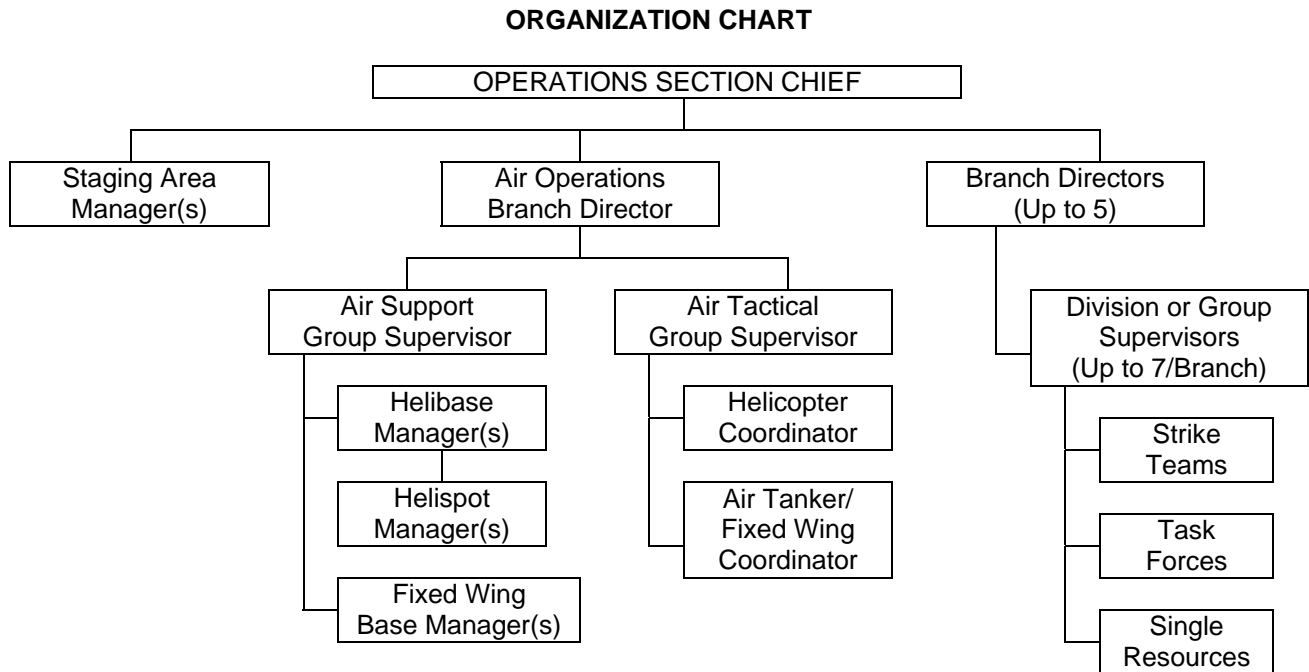 ORGANIZATION CHART
OPERATIONS SECTION CHIEF
Staging Area
Manager(s)
Air Operations
Branch Director
Branch Directors
(Up to 5)
Air Support
Group Supervisor
Air Tactical
Group Supervisor
Division or Group
Supervisors
(Up to 7/Branch)
Helibase
Manager(s)
Helispot
Manager(s)
Fixed Wing
Base Manager(s)
Helicopter
Coordinator
Air Tanker/
Fixed Wing
Coordinator
Strike
Teams
Task
Forces
Single
Resources